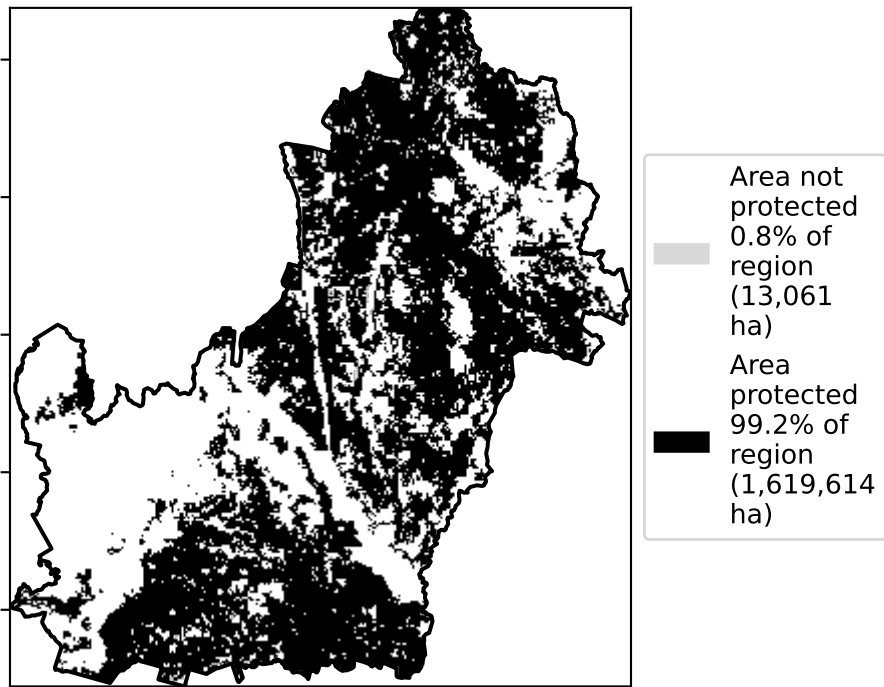 Area not
protected
0.8% of
region
(13,061
ha)
Area
protected
99.2% of
region
(1,619,614
ha)